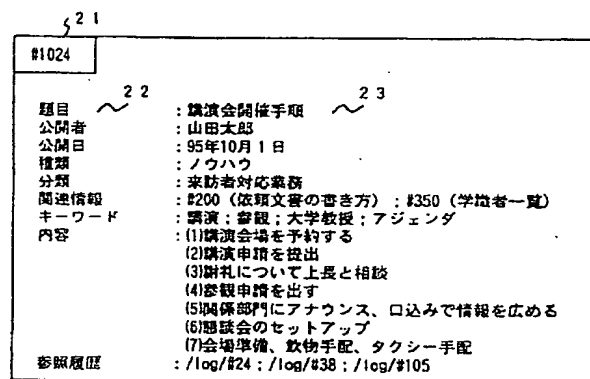 21
#1024
22 23
題目 : 講演会開催手順
公開者 : 山田太郎
公開日 : 95年10月1日
種類 : ノウハウ
分類 : 来訪者対応業務
関連情報 : #200 (依頼文書の書き方) ; #350 (学識者一覧)
キーワード : 講演 ; 参観 ; 大学教授 ; アジェンダ
内容 : (1)講演会場を予約する
(2)講演申請を提出
(3)謝礼について上長と相談
(4)参観申請を出す
(5)関係部門にアナウンス、口込みで情報を広める
(6)懇談会のセットアップ
(7)会場準備、飲物手配、タクシー手配
参照履歴 : /log/#24 ; /log/#38 ; /log/#105